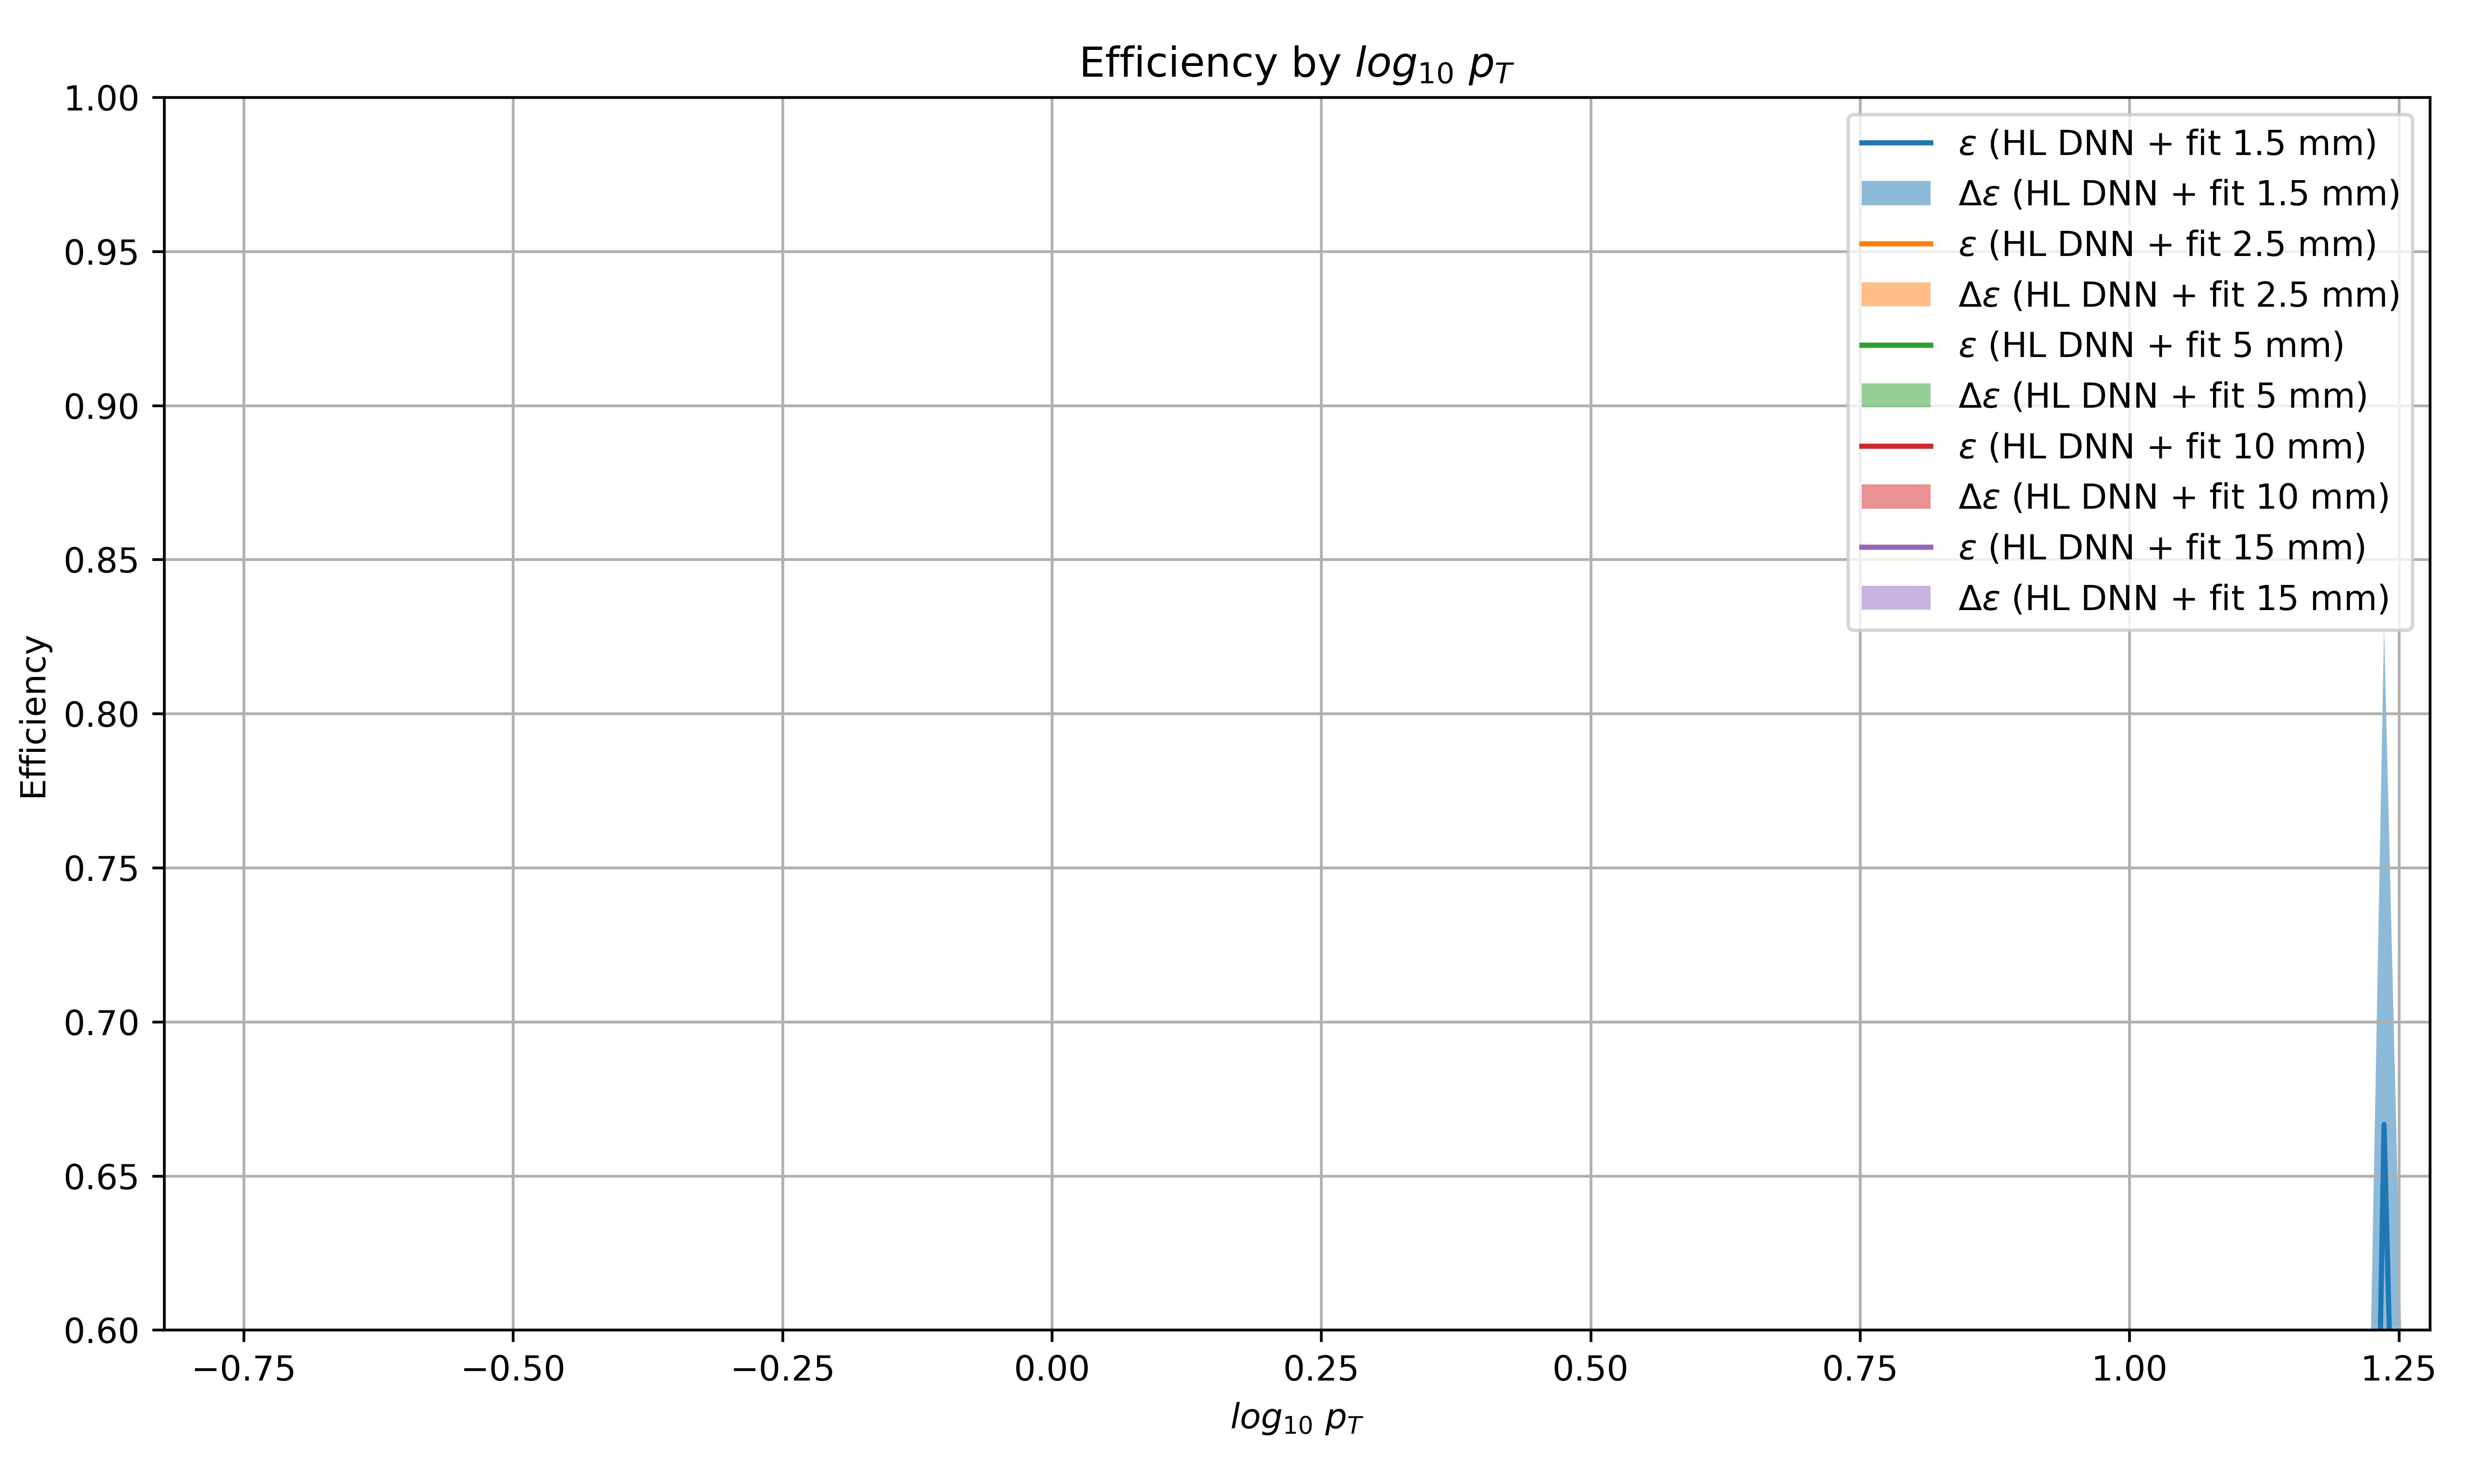 Efficiency by log₁₀ p_T
1.00
0.95
0.90
0.85
0.80
0.75
0.70
0.65
0.60
Efficiency
ε (HL DNN + fit 1.5 mm)
Δε (HL DNN + fit 1.5 mm)
ε (HL DNN + fit 2.5 mm)
Δε (HL DNN + fit 2.5 mm)
ε (HL DNN + fit 5 mm)
Δε (HL DNN + fit 5 mm)
ε (HL DNN + fit 10 mm)
Δε (HL DNN + fit 10 mm)
ε (HL DNN + fit 15 mm)
Δε (HL DNN + fit 15 mm)
−0.75 −0.50 −0.25 0.00 0.25 0.50 0.75 1.00 1.25
log₁₀ p_T